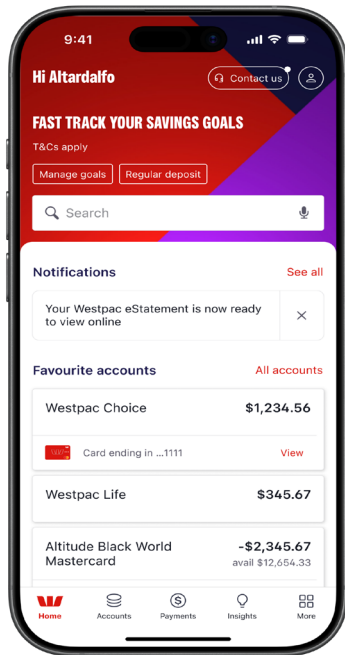 9:41
Hi Altardalfo
Contact us
FAST TRACK YOUR SAVINGS GOALS
T&Cs apply
Manage goals
Regular deposit
Search
Notifications
See all
Your Westpac eStatement is now ready
to view online
Favourite accounts
All accounts
Westpac Choice
$1,234.56
Card ending in ...1111
View
Westpac Life
$345.67
Altitude Black World
Mastercard
-$2,345.67
avail $12,654.33
Home
Accounts
Payments
Insights
More